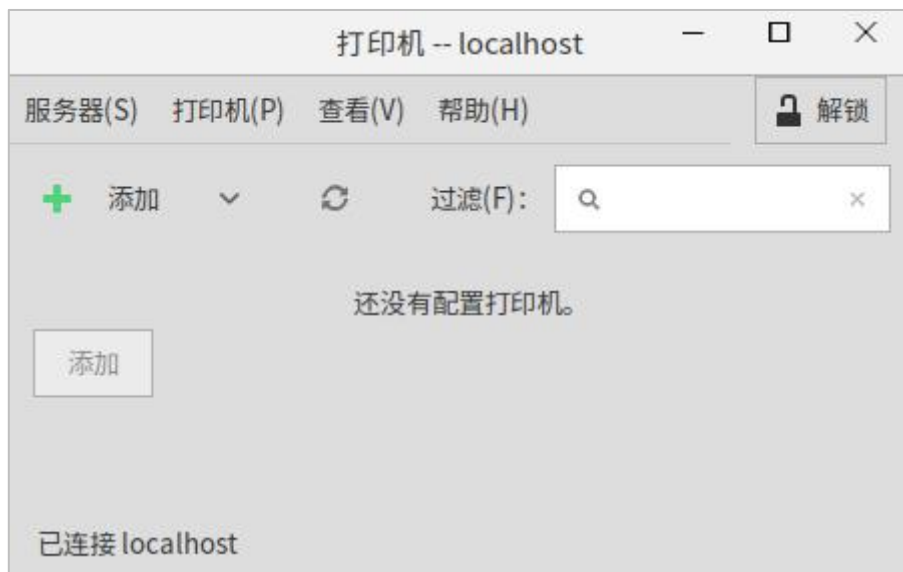 打印机 -- localhost
服务器(S) 打印机(P) 查看(V) 帮助(H) 解锁
添加 过滤(F)：
还没有配置打印机。
添加
已连接 localhost